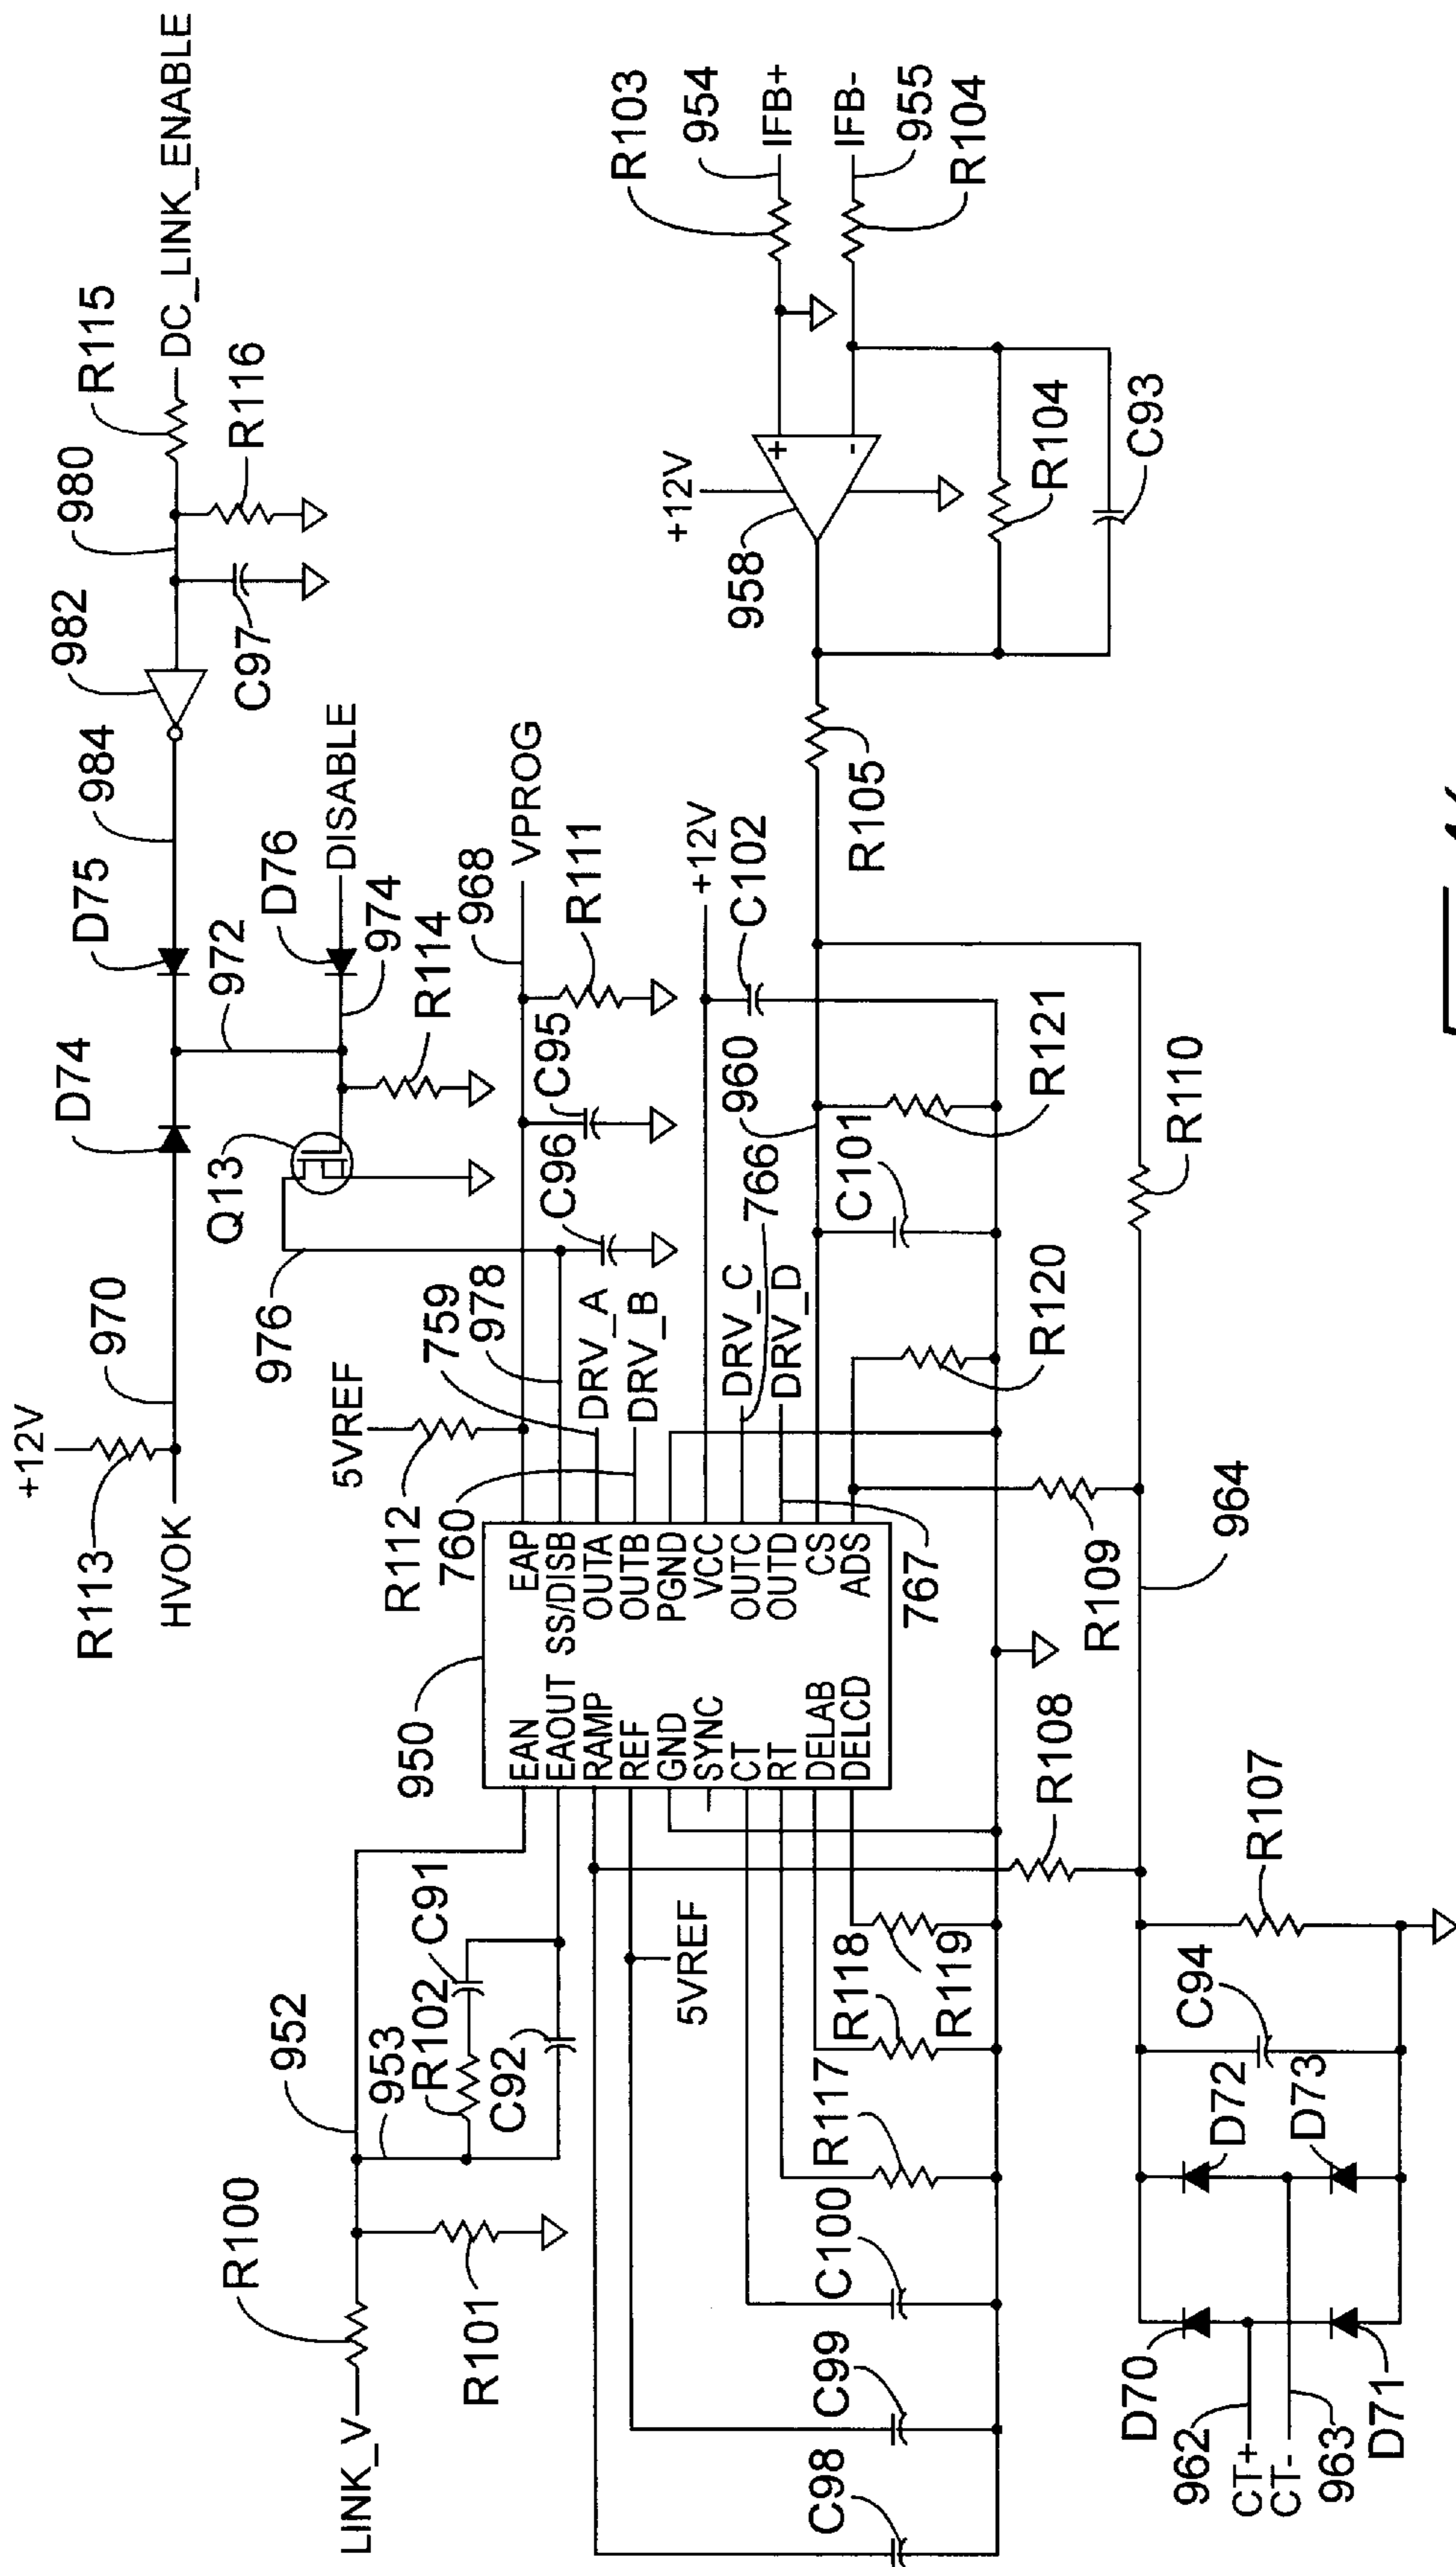 +12V
R113
HVOK
970
D74
972
D75
984
982
980
R115
DC_LINK_ENABLE
R116
C97
Q13
976
D76
DISABLE
974
R114
5VREF
R112
968
VPROG
R111
C95
C96
978
759
760
DRV_A
DRV_B
+12V
C102
DRV_C
766
DRV_D
767
960
C101
R121
R120
R105
958
+12V
R103
954
IFB+
IFB-
955
R104
R104
C93
R110
964
R109
R108
950
EAN
EAOUT
RAMP
REF
GND
SYNC
CT
RT
DELAB
DELCD
EAP
SS/DISB
OUTA
OUTB
PGND
VCC
OUTC
OUTD
CS
ADS
LINK_V
R100
R101
952
953
R102
C91
C92
5VREF
R118
R119
R117
C100
C99
C98
R107
C94
D72
D73
D70
962
CT+
CT-
963
D71